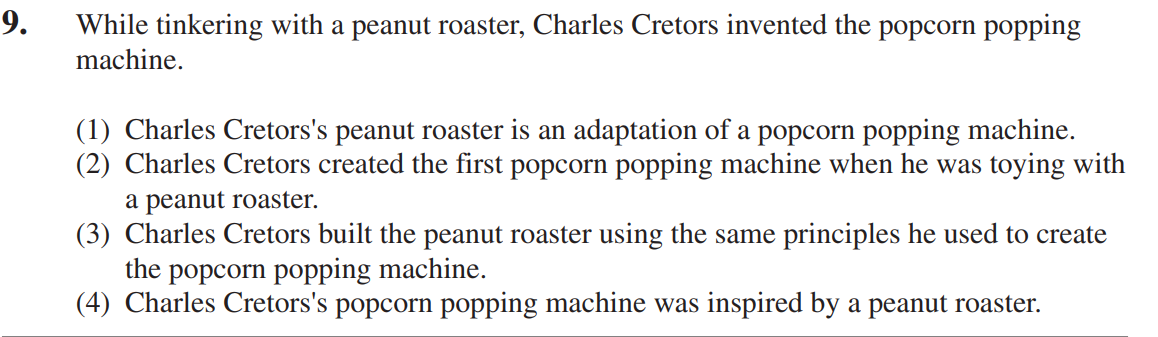 9. While tinkering with a peanut roaster, Charles Cretors invented the popcorn popping
machine.
(1) Charles Cretors's peanut roaster is an adaptation of a popcorn popping machine.
(2) Charles Cretors created the first popcorn popping machine when he was toying with
a peanut roaster.
(3) Charles Cretors built the peanut roaster using the same principles he used to create
the popcorn popping machine.
(4) Charles Cretors's popcorn popping machine was inspired by a peanut roaster.